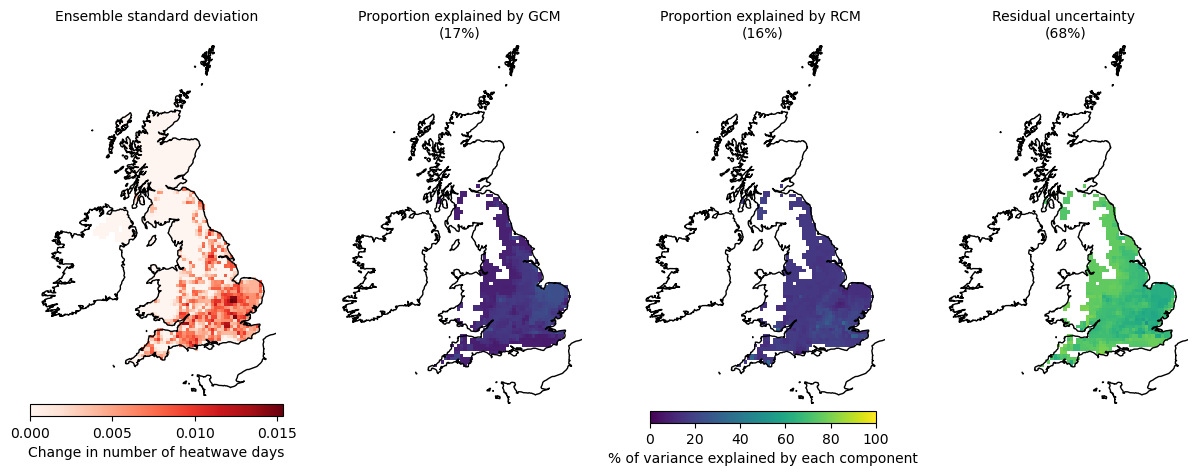 Ensemble standard deviation
Proportion explained by GCM
(17%)
Proportion explained by RCM
(16%)
Residual uncertainty
(68%)
0.000 0.005 0.010 0.015
Change in number of heatwave days
0 20 40 60 80 100
% of variance explained by each component